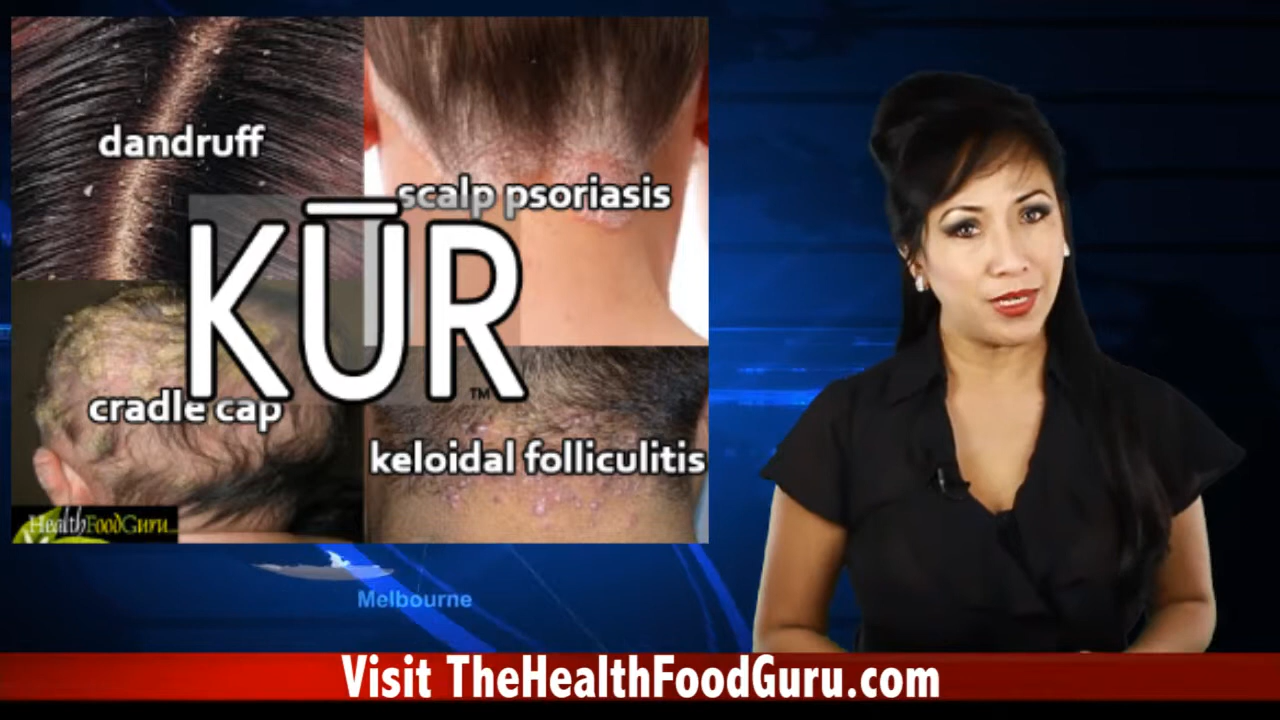 dandruff
scalp psoriasis
KŪR
™
cradle cap
keloidal folliculitis
HealthFoodGuru
Melbourne
Visit TheHealthFoodGuru.com